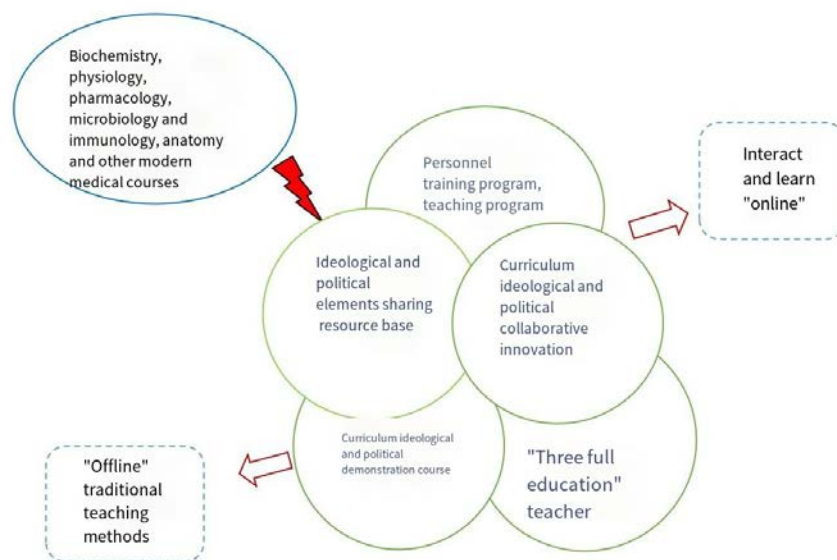 Biochemistry,
physiology,
pharmacology,
microbiology and
immunology, anatomy
and other modern
medical courses
Personnel
training program,
teaching program
Interact
and learn
"online"
Ideological and
political
elements sharing
resource base
Curriculum
ideological and
political
collaborative
innovation
Curriculum ideological
and political
demonstration course
"Three full
education"
teacher
"Offline"
traditional
teaching
methods